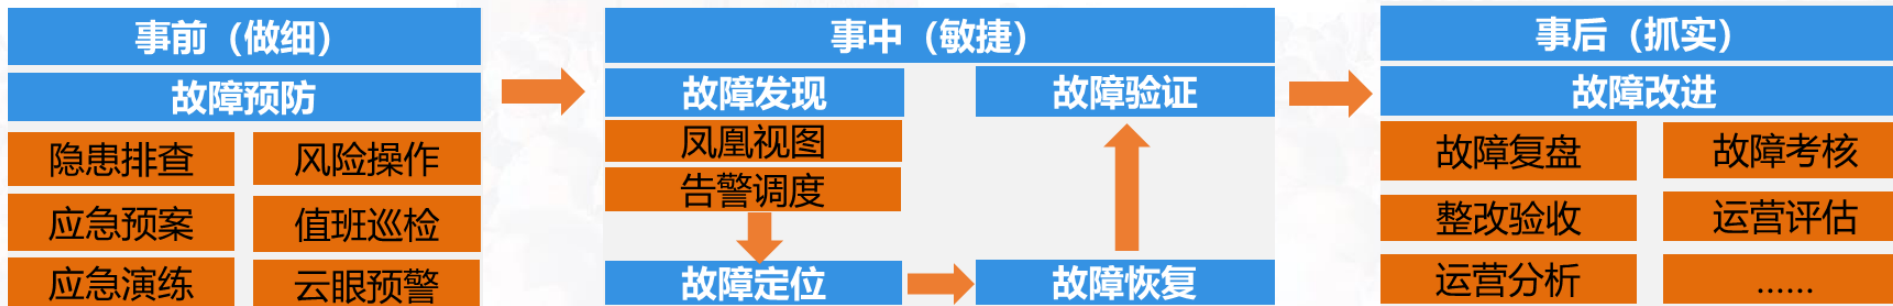 事前（做细）
故障预防
隐患排查
风险操作
应急预案
值班巡检
应急演练
云眼预警
事中（敏捷）
故障发现
凤凰视图
告警调度
故障定位
故障恢复
故障验证
事后（抓实）
故障改进
故障复盘
故障考核
整改验收
运营评估
运营分析
......